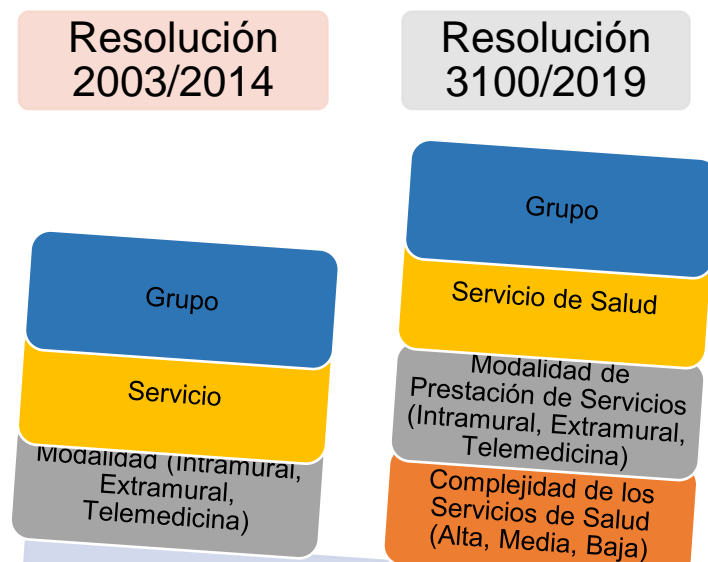 Resolución
2003/2014
Resolución
3100/2019
Grupo
Servicio
Modalidad (Intramural,
Extramural,
Telemedicina)
Grupo
Servicio de Salud
Modalidad de
Prestación de Servicios
(Intramural, Extramural,
Telemedicina)
Complejidad de los
Servicios de Salud
(Alta, Media, Baja)